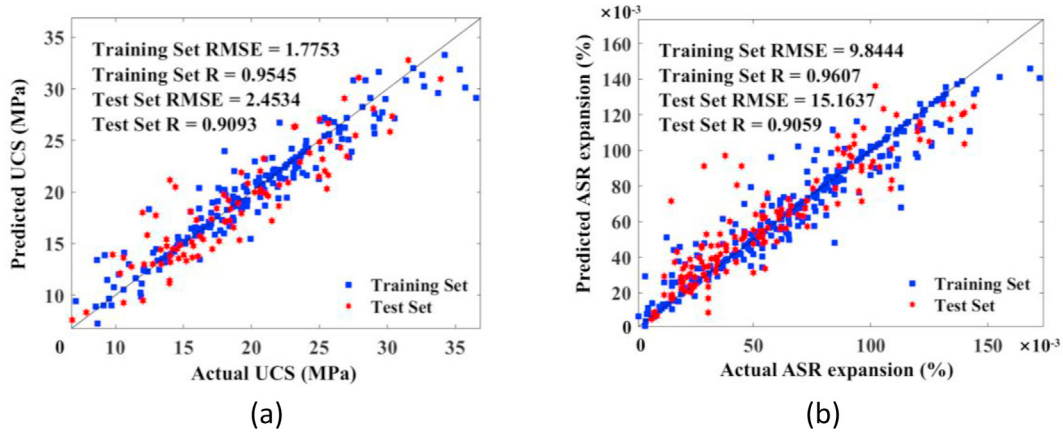 35
30
25
20
15
10
Predicted UCS (MPa)
Training Set RMSE = 1.7753
Training Set R = 0.9545
Test Set RMSE = 2.4534
Test Set R = 0.9093
Training Set
Test Set
0 10 15 20 25 30 35
Actual UCS (MPa)
(a)
×10⁻³
160
140
120
100
80
60
40
20
0
Predicted ASR expansion (%)
Training Set RMSE = 9.8444
Training Set R = 0.9607
Test Set RMSE = 15.1637
Test Set R = 0.9059
Training Set
Test Set
0 50 100 150 ×10⁻³
Actual ASR expansion (%)
(b)